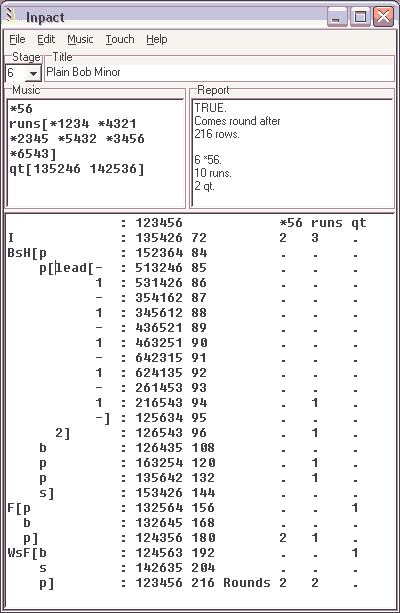 Inpact
File Edit Music Touch Help
Stage Title
6 Plain Bob Minor
Music Report
*56
runs[*1234 *4321
*2345 *5432 *3456
*6543]
qt[135246 142536]
TRUE.
Comes round after
216 rows.
6 *56.
10 runs.
2 qt.
: 123456 *56 runs qt
I : 135426 72 2 3 .
BsH[p : 152364 84 . . .
p[lead[- : 513246 85 . . .
1 : 531426 86 . . .
- : 354162 87 . . .
1 : 345612 88 . . .
- : 436521 89 . . .
1 : 463251 90 . . .
- : 642315 91 . . .
1 : 624135 92 . . .
- : 261453 93 . . .
1 : 216543 94 . 1 .
-] : 125634 95 . . .
2] : 126543 96 . 1 .
b : 126435 108 . . .
p : 163254 120 . 1 .
p : 135642 132 . 1 .
s] : 153426 144 . . .
F[p : 132564 156 . . 1
b : 132645 168 . . .
p] : 124356 180 2 1 .
WsF[b : 124563 192 . . 1
s : 142635 204 . . .
p] : 123456 216 Rounds 2 2 .